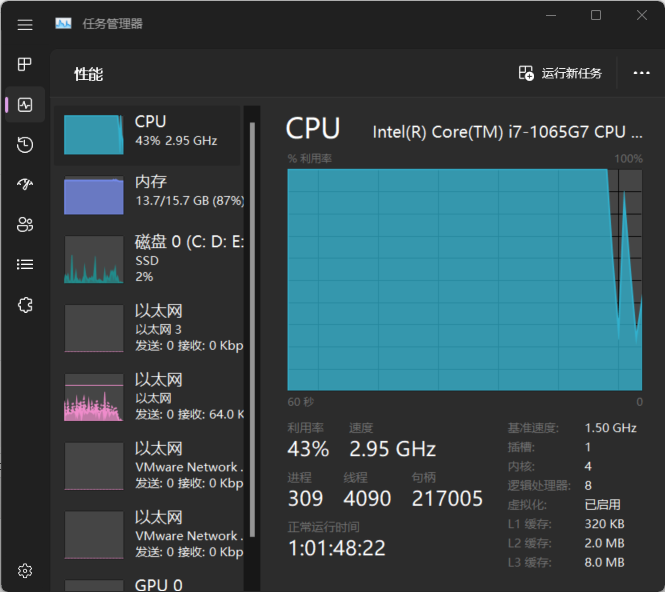 任务管理器
性能
运行新任务
CPU
43% 2.95 GHz
内存
13.7/15.7 GB (87%)
磁盘 0 (C: D: E:
SSD
2%
以太网
以太网 3
发送: 0 接收: 0 Kbp
以太网
以太网
发送: 0 接收: 64.0 K
以太网
VMware Network .
发送: 0 接收: 0 Kbp
以太网
VMware Network .
发送: 0 接收: 0 Kbp
GPU 0
CPU
Intel(R) Core(TM) i7-1065G7 CPU ...
% 利用率 100%
60 秒 0
利用率 速度
43% 2.95 GHz
进程 线程 句柄
309 4090 217005
正常运行时间
1:01:48:22
基准速度: 1.50 GHz
插槽: 1
内核: 4
逻辑处理器: 8
虚拟化: 已启用
L1 缓存: 320 KB
L2 缓存: 2.0 MB
L3 缓存: 8.0 MB